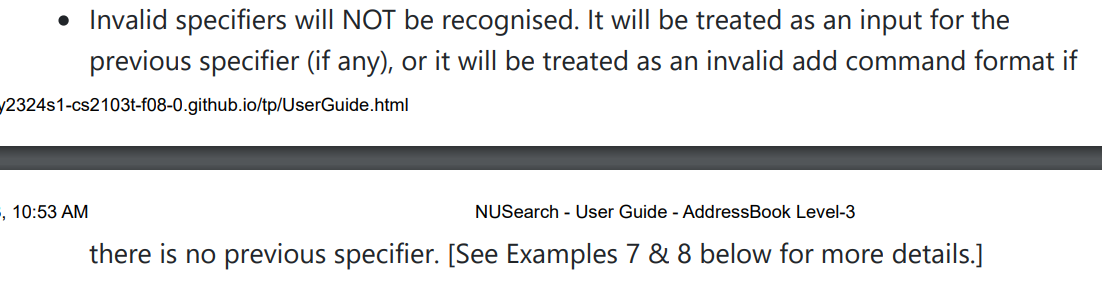 • Invalid specifiers will NOT be recognised. It will be treated as an input for the
previous specifier (if any), or it will be treated as an invalid add command format if
y2324s1-cs2103t-f08-0.github.io/tp/UserGuide.html
, 10:53 AM NUSearch - User Guide - AddressBook Level-3
there is no previous specifier. [See Examples 7 & 8 below for more details.]